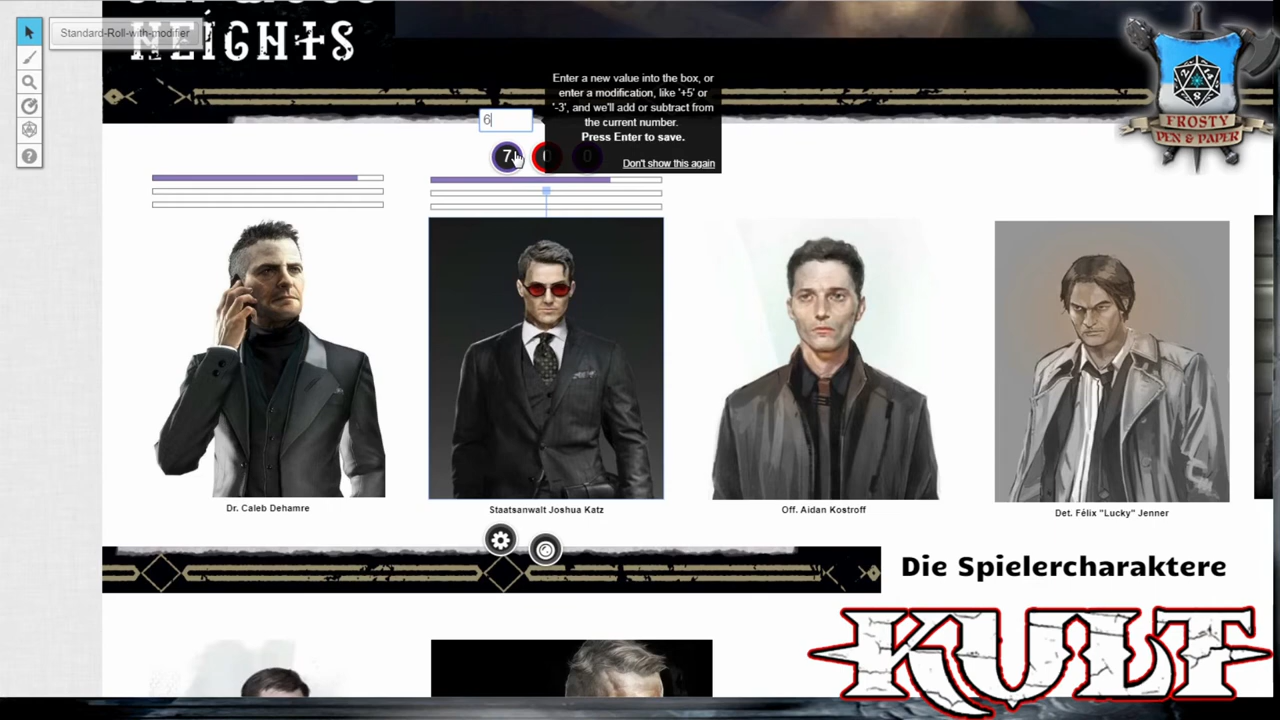 Standard-Roll-with-modifier
HEIGHTS
Enter a new value into the box, or
enter a modification, like '+5' or
'-3', and we'll add or subtract from
the current number.
Press Enter to save.
Don't show this again
6
7
0
0
FROSTY
PEN & PAPER
Dr. Caleb Dehamre
Staatsanwalt Joshua Katz
Off. Aidan Kostroff
Det. Félix "Lucky" Jenner
Die Spielercharaktere
KULT